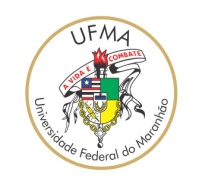 UFMA
A VIDA É COMBATE
Universidade Federal do Maranhão